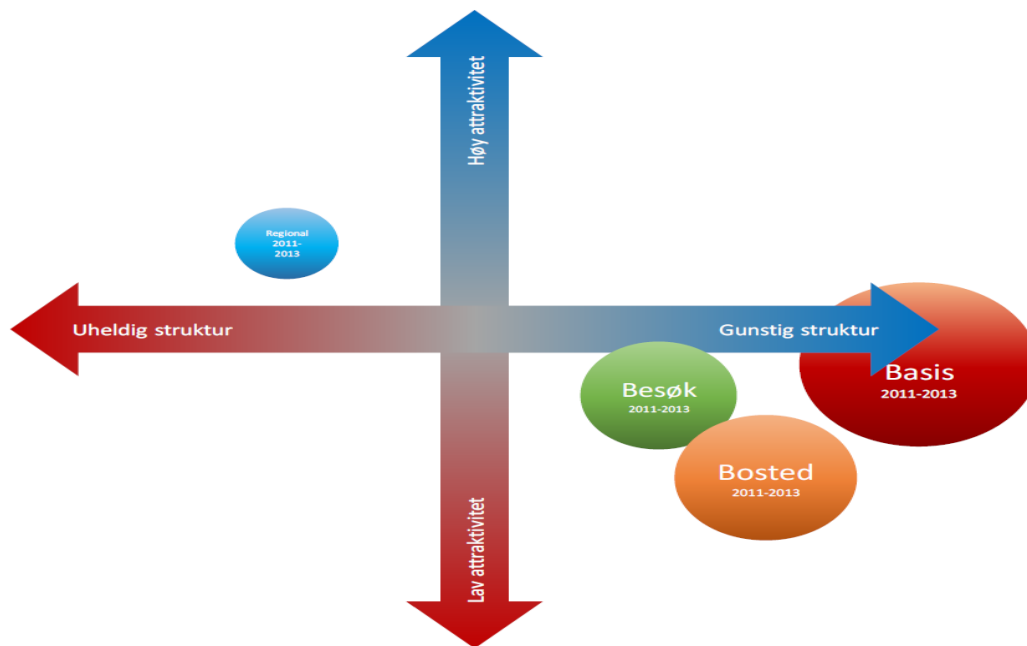 Høy attraktivitet
Regional
2011-
2013
Uheldig struktur
Gunstig struktur
Basis
2011-2013
Besøk
2011-2013
Bosted
2011-2013
Lav attraktivitet